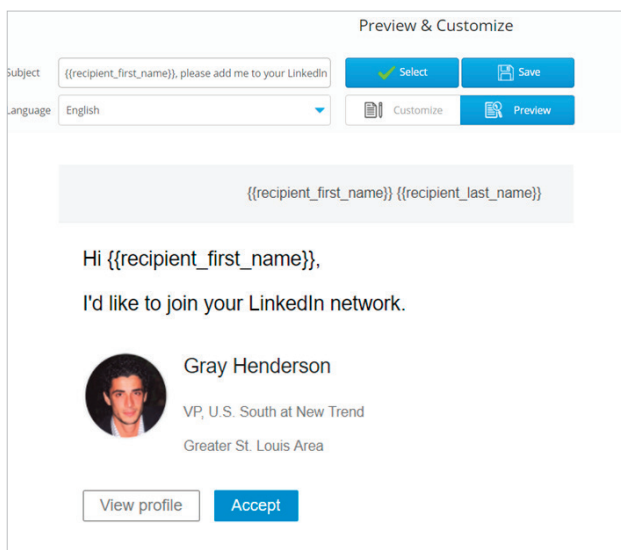 Preview & Customize
Subject {{recipient_first_name}}, please add me to your LinkedIn Select Save
Language English Customize Preview
{{recipient_first_name}} {{recipient_last_name}}
Hi {{recipient_first_name}},
I'd like to join your LinkedIn network.
Gray Henderson
VP, U.S. South at New Trend
Greater St. Louis Area
View profile Accept